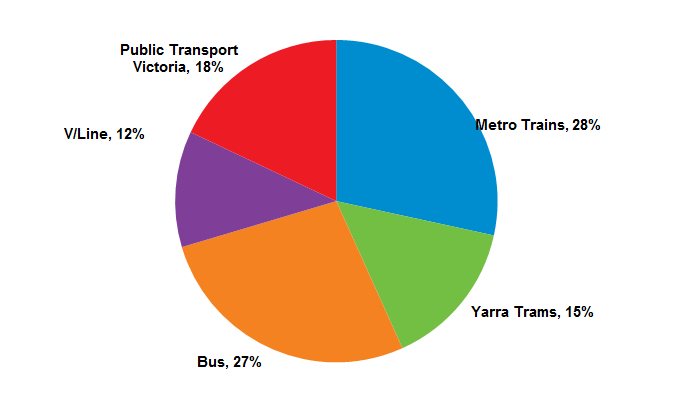 Public Transport
Victoria, 18%
Metro Trains, 28%
V/Line, 12%
Yarra Trams, 15%
Bus, 27%